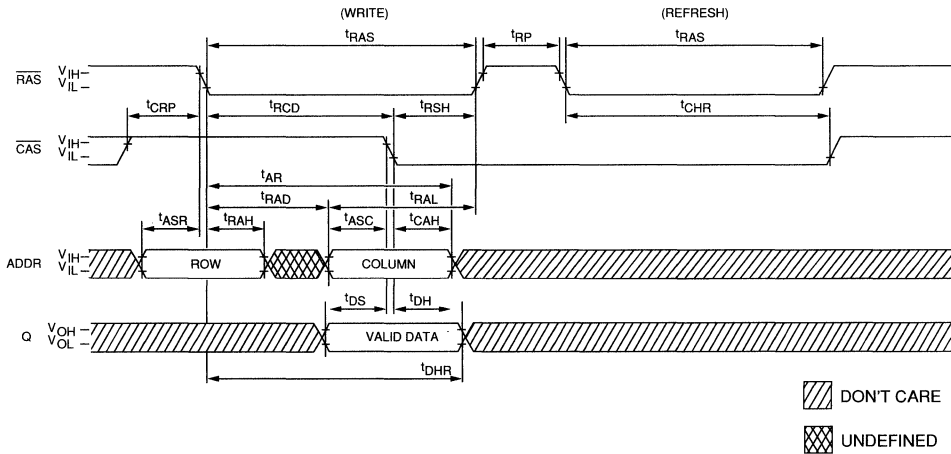 (WRITE) (REFRESH)
tRAS tRP tRAS
RAS VIH VIL
tCRP tRCD tRSH tCHR
CAS VIH VIL
tAR
tRAD tRAL
tASR tRAH tASC tCAH
ADDR VIH VIL ROW COLUMN
tDS tDH
Q VOH VOL VALID DATA
tDHR
DON'T CARE
UNDEFINED